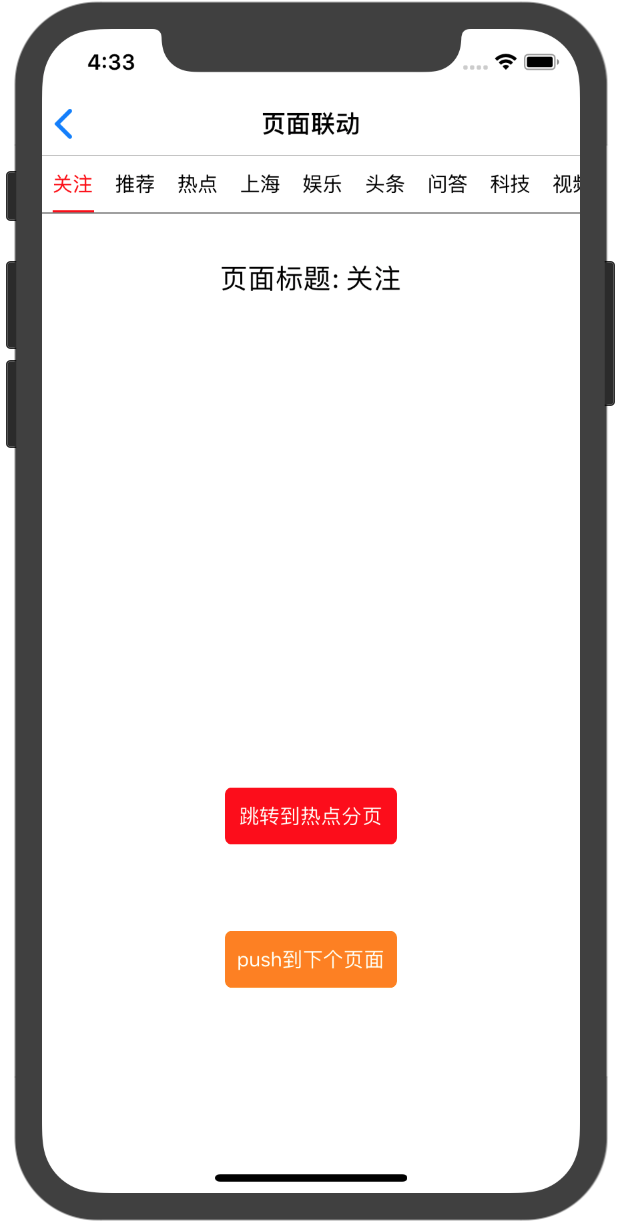 4:33
页面联动
关注 推荐 热点 上海 娱乐 头条 问答 科技 视频
页面标题: 关注
跳转到热点分页
push到下个页面